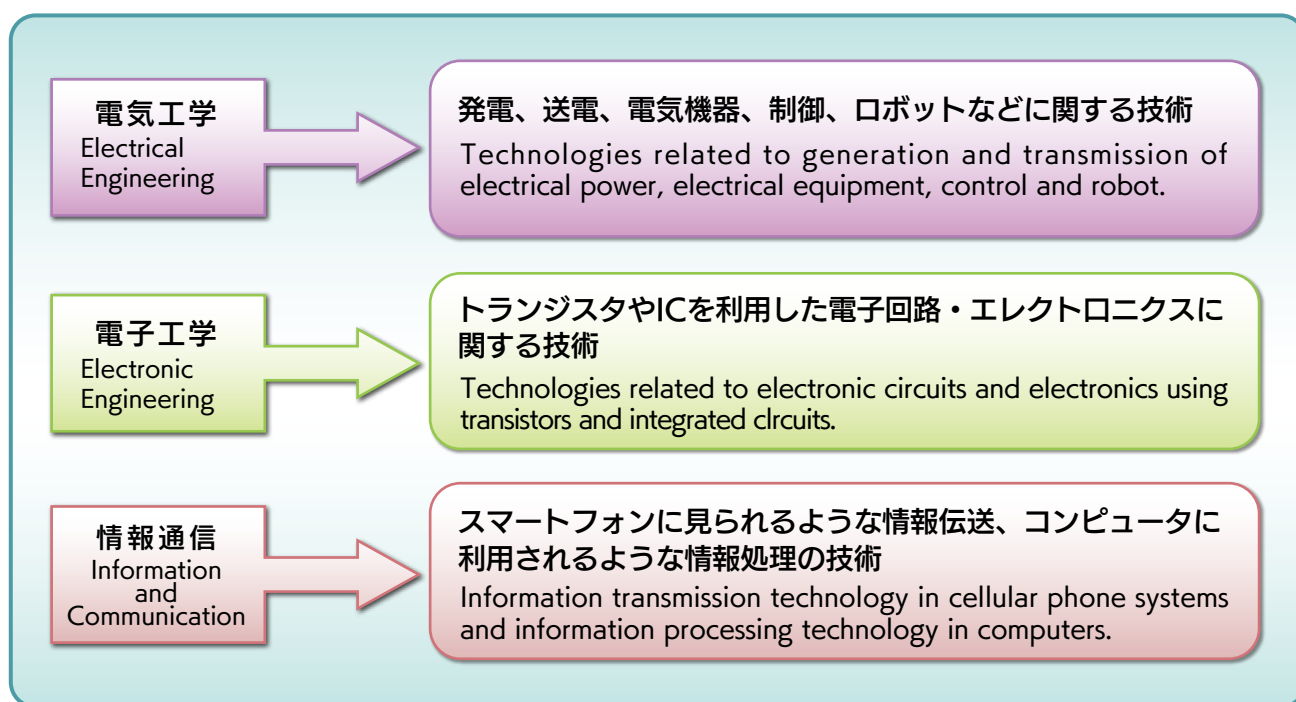 電気工学
Electrical
Engineering
発電、送電、電気機器、制御、ロボットなどに関する技術
Technologies related to generation and transmission of
electrical power, electrical equipment, control and robot.
電子工学
Electronic
Engineering
トランジスタやICを利用した電子回路・エレクトロニクスに
関する技術
Technologies related to electronic circuits and electronics using
transistors and integrated clrcuits.
情報通信
Information
and
Communication
スマートフォンに見られるような情報伝送、コンピュータに
利用されるような情報処理の技術
Information transmission technology in cellular phone systems
and information processing technology in computers.